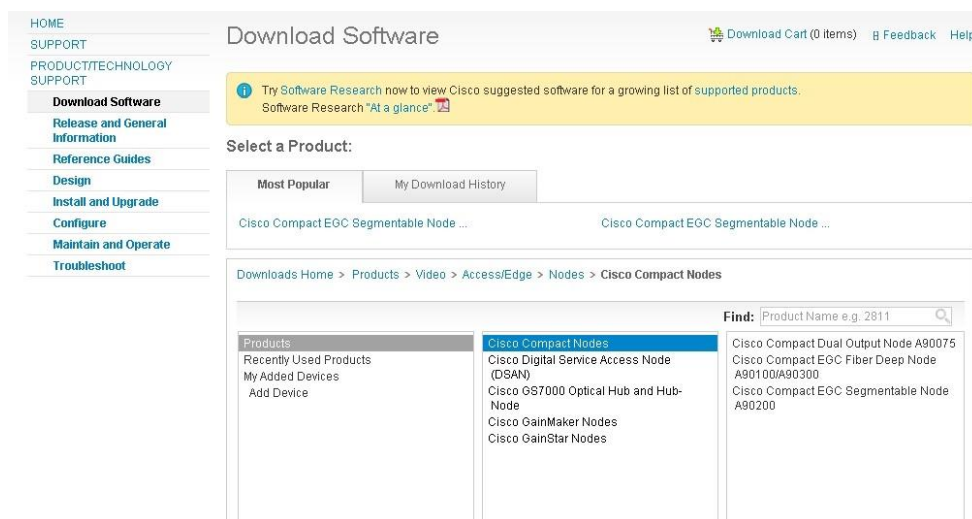 HOME
SUPPORT
PRODUCT/TECHNOLOGY
SUPPORT
Download Software
Release and General
Information
Reference Guides
Design
Install and Upgrade
Configure
Maintain and Operate
Troubleshoot
Download Software
Download Cart (0 items) Feedback Help
Try Software Research now to view Cisco suggested software for a growing list of supported products.
Software Research "At a glance".
Select a Product:
Most Popular My Download History
Cisco Compact EGC Segmentable Node ... Cisco Compact EGC Segmentable Node ...
Downloads Home > Products > Video > Access/Edge > Nodes > Cisco Compact Nodes
Find: Product Name e.g. 2811
Products
Recently Used Products
My Added Devices
Add Device
Cisco Compact Nodes
Cisco Digital Service Access Node
(DSAN)
Cisco GS7000 Optical Hub and Hub-
Node
Cisco GainMaker Nodes
Cisco GainStar Nodes
Cisco Compact Dual Output Node A90075
Cisco Compact EGC Fiber Deep Node
A90100/A90300
Cisco Compact EGC Segmentable Node
A90200